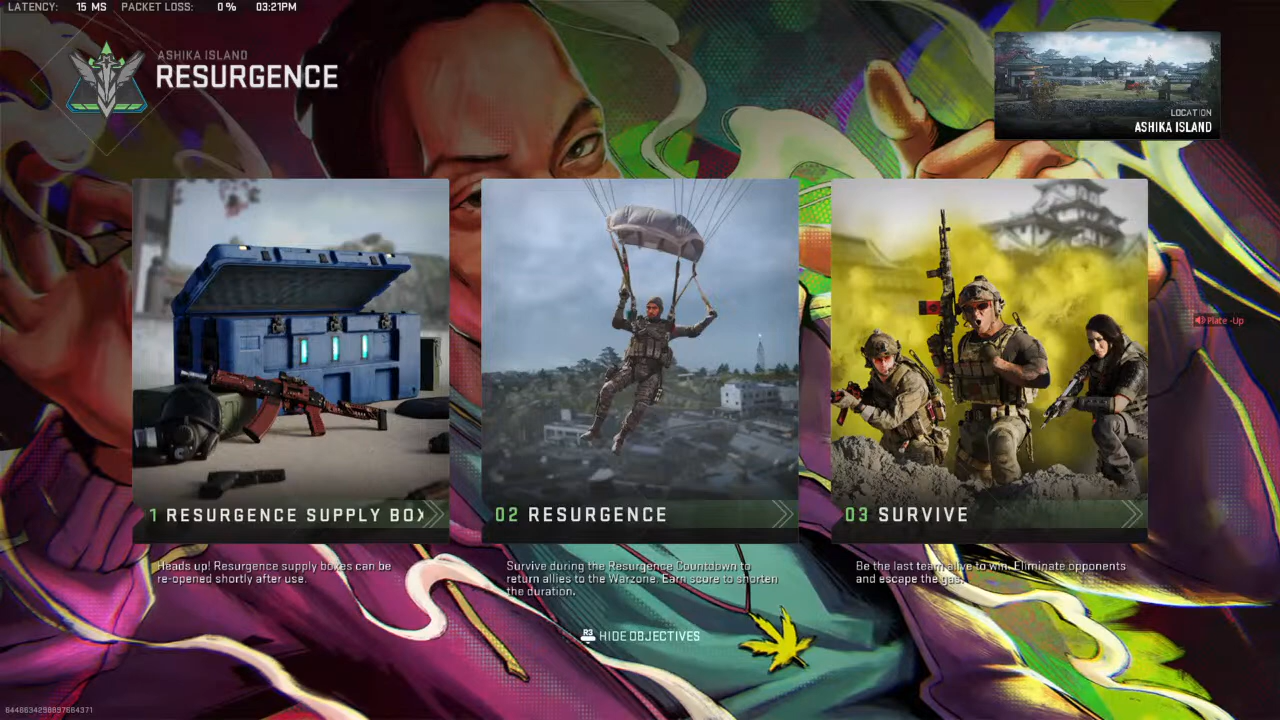 LATENCY: 15 MS PACKET LOSS: 0 % 03:21PM
ASHIKA ISLAND
RESURGENCE
LOCATION
ASHIKA ISLAND
Plate -Up
1 RESURGENCE SUPPLY BOX
02 RESURGENCE
03 SURVIVE
Heads up! Resurgence supply boxes can be
re-opened shortly after use.
Survive during the Resurgence Countdown to
return allies to the Warzone. Earn score to shorten
the duration.
Be the last team alive to win. Eliminate opponents
and escape the gas.
R3 HIDE OBJECTIVES